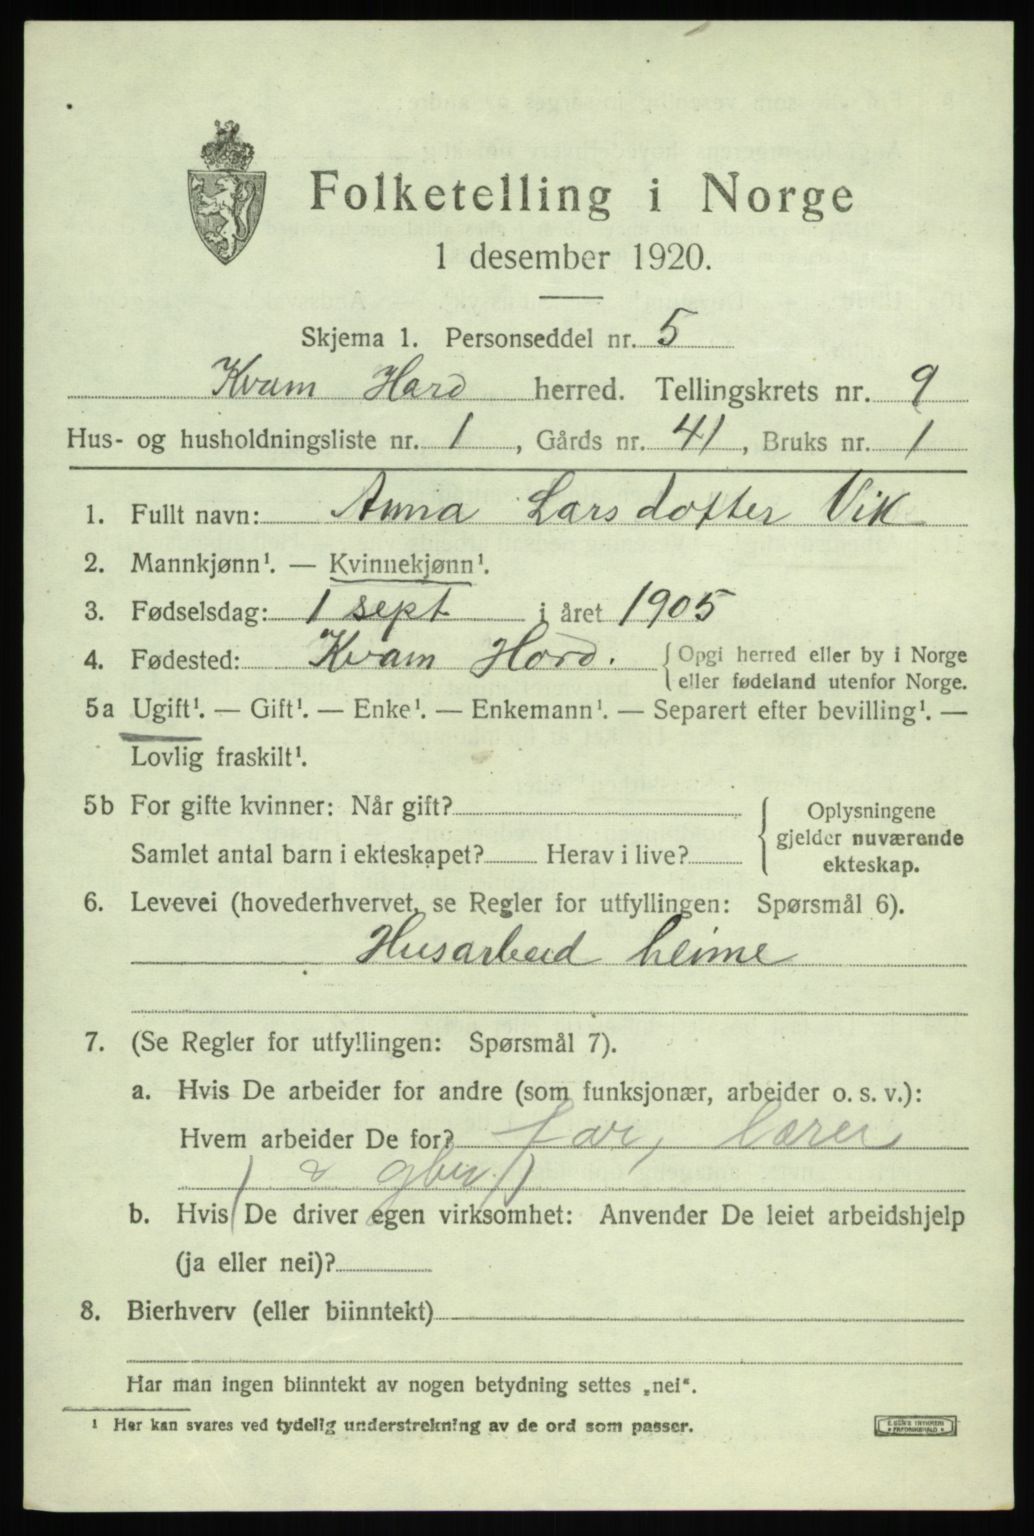 Folketelling i Norge
1 desember 1920.
Skjema 1. Personseddel nr. 5
Kvam Hard herred. Tellingskrets nr. 9
Hus- og husholdningsliste nr. 1, Gårds nr. 41, Bruks nr. 1
1. Fullt navn: Anna Larsdotter Vik
2. Mannkjønn¹. — Kvinnekjønn¹.
3. Fødselsdag: 1 sept i året 1905
4. Fødested: Kvam Hord. { Opgi herred eller by i Norge
eller fødeland utenfor Norge.
5a Ugift¹. — Gift¹. — Enke¹. — Enkemann¹. — Separert efter bevilling¹. —
Lovlig fraskilt¹.
5b For gifte kvinner: Når gift?
Samlet antal barn i ekteskapet? Herav i live?
{ Oplysningene
gjelder nuværende
ekteskap.
6. Levevei (hovederhvervet, se Regler for utfyllingen: Spørsmål 6).
Husarbeid heime
7. (Se Regler for utfyllingen: Spørsmål 7).
a. Hvis De arbeider for andre (som funksjonær, arbeider o. s. v.):
Hvem arbeider De for? far, lærer
(& gbr.)
b. Hvis De driver egen virksomhet: Anvender De leiet arbeidshjelp
(ja eller nei)?
8. Bierhverv (eller biinntekt)
Har man ingen biinntekt av nogen betydning settes „nei“.
¹ Her kan svares ved tydelig understrekning av de ord som passer.